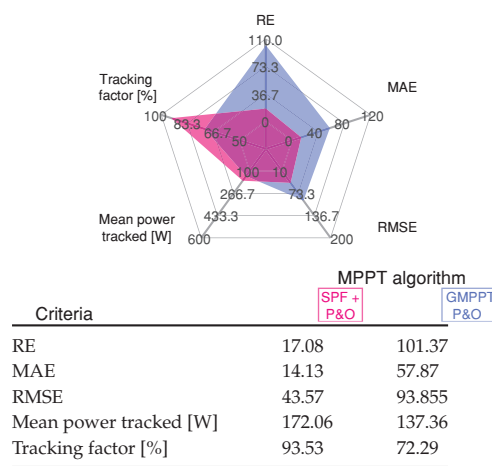 RE
110.0
73.3
36.7
0
Tracking
factor [%]
100
83.3
66.7
50
MAE
0
40
80
120
Mean power
tracked [W]
100
266.7
433.3
600
RMSE
10
73.3
136.7
200
MPPT algorithm
Criteria
SPF +
P&O
GMPPT
P&O
RE 17.08 101.37
MAE 14.13 57.87
RMSE 43.57 93.855
Mean power tracked [W] 172.06 137.36
Tracking factor [%] 93.53 72.29